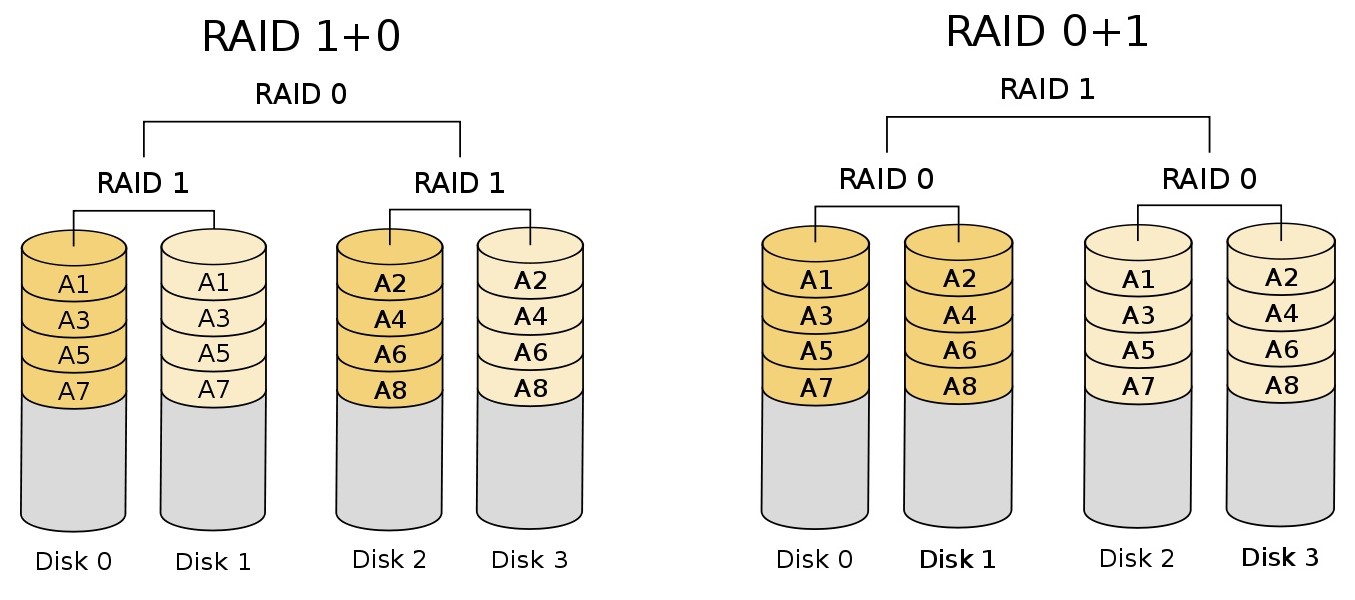 RAID 1+0
RAID 0
RAID 1
RAID 1
A1
A3
A5
A7
A1
A3
A5
A7
A2
A4
A6
A8
A2
A4
A6
A8
Disk 0
Disk 1
Disk 2
Disk 3
RAID 0+1
RAID 1
RAID 0
RAID 0
A1
A3
A5
A7
A2
A4
A6
A8
A1
A3
A5
A7
A2
A4
A6
A8
Disk 0
Disk 1
Disk 2
Disk 3